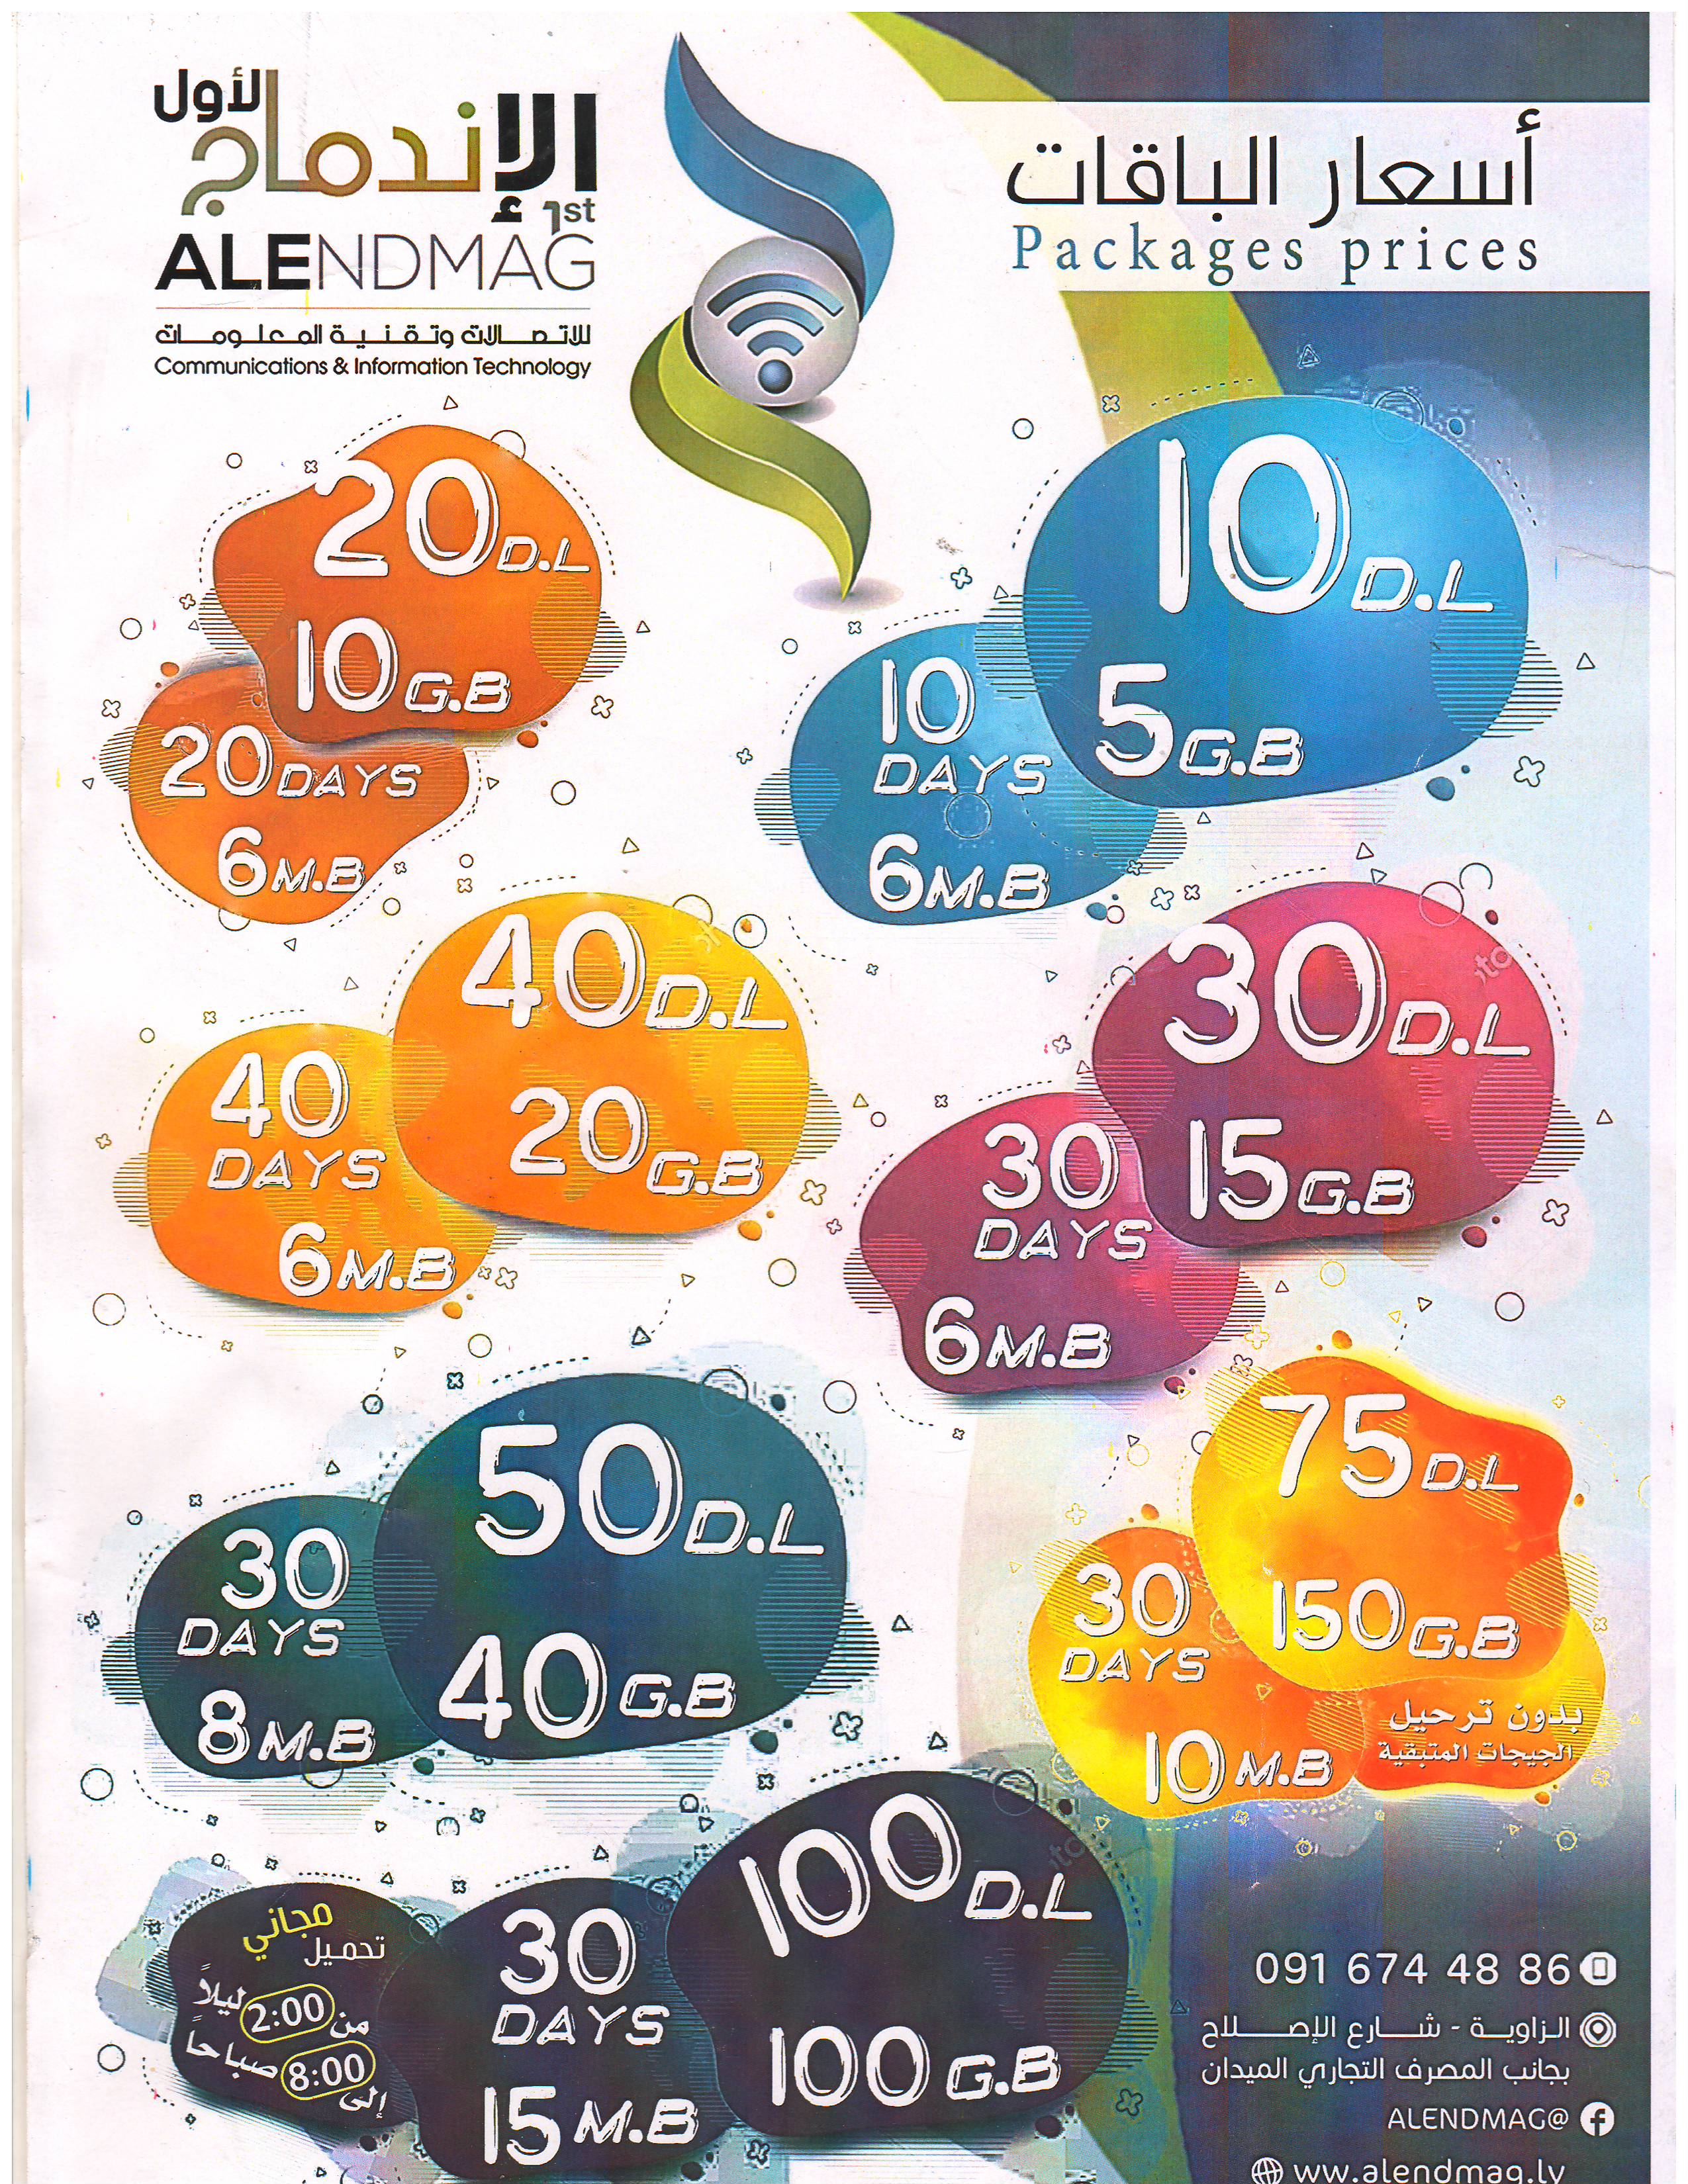 الإندماج الأول
1st
ALENDMAG
للاتصالات وتقنية المعلومات
Communications & Information Technology
أسعار الباقات
Packages prices
10 D.L
5 G.B
10
DAYS
6 M.B
20 D.L
10 G.B
20 DAYS
6 M.B
30 D.L
15 G.B
30
DAYS
6 M.B
40 D.L
20 G.B
40
DAYS
6 M.B
50 D.L
40 G.B
30
DAYS
8 M.B
75 D.L
150 G.B
30
DAYS
10 M.B
بدون ترحيل
الجيجات المتبقية
100 D.L
100 G.B
30
DAYS
15 M.B
مجاني
تحميل
من 2:00 ليلاً
إلى 8:00 صباحاً
091 674 48 86
الزاوية - شارع الإصلاح
بجانب المصرف التجاري الميدان
ALENDMAG@
ww.alendmag.ly